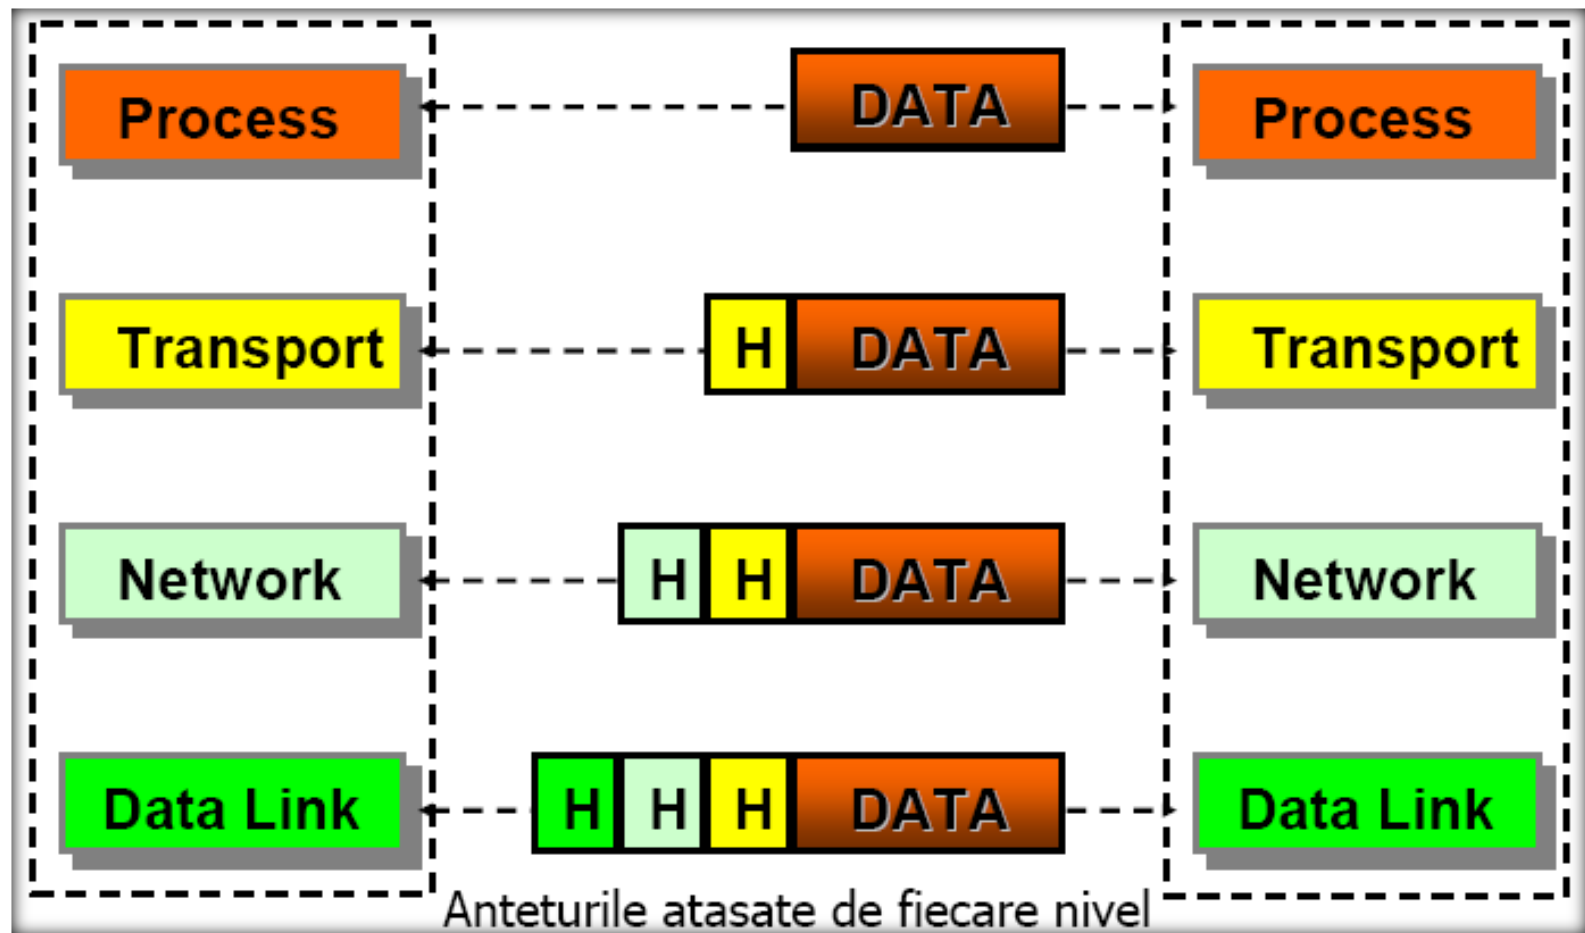 Process
DATA
Process
Transport
H
DATA
Transport
Network
H
H
DATA
Network
Data Link
H
H
H
DATA
Data Link
Anteturile atasate de fiecare nivel